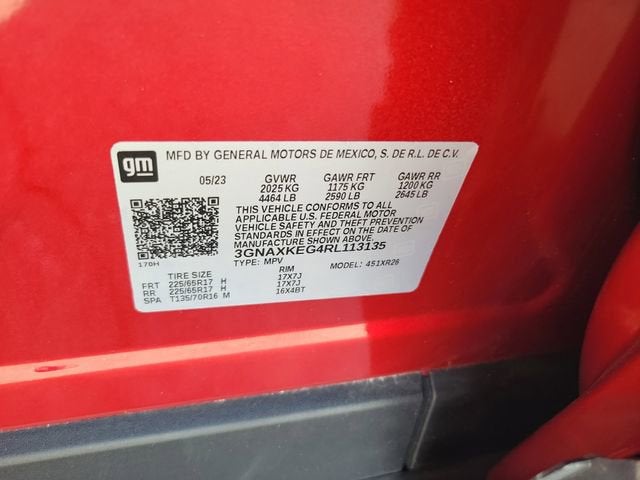 gm
MFD BY GENERAL MOTORS DE MEXICO, S. DE R.L. DE C.V.
05/23 GVWR GAWR FRT GAWR RR
2025 KG 1175 KG 1200 KG
4464 LB 2590 LB 2645 LB
THIS VEHICLE CONFORMS TO ALL
APPLICABLE U.S. FEDERAL MOTOR
VEHICLE SAFETY AND THEFT PREVENTION
STANDARDS IN EFFECT ON THE DATE OF
MANUFACTURE SHOWN ABOVE.
3GNAXKEG4RL113135
170H TYPE: MPV MODEL: 451XR26
TIRE SIZE RIM
FRT 225/65R17 H 17X7J
RR 225/65R17 H 17X7J
SPA T135/70R16 M 16X4BT